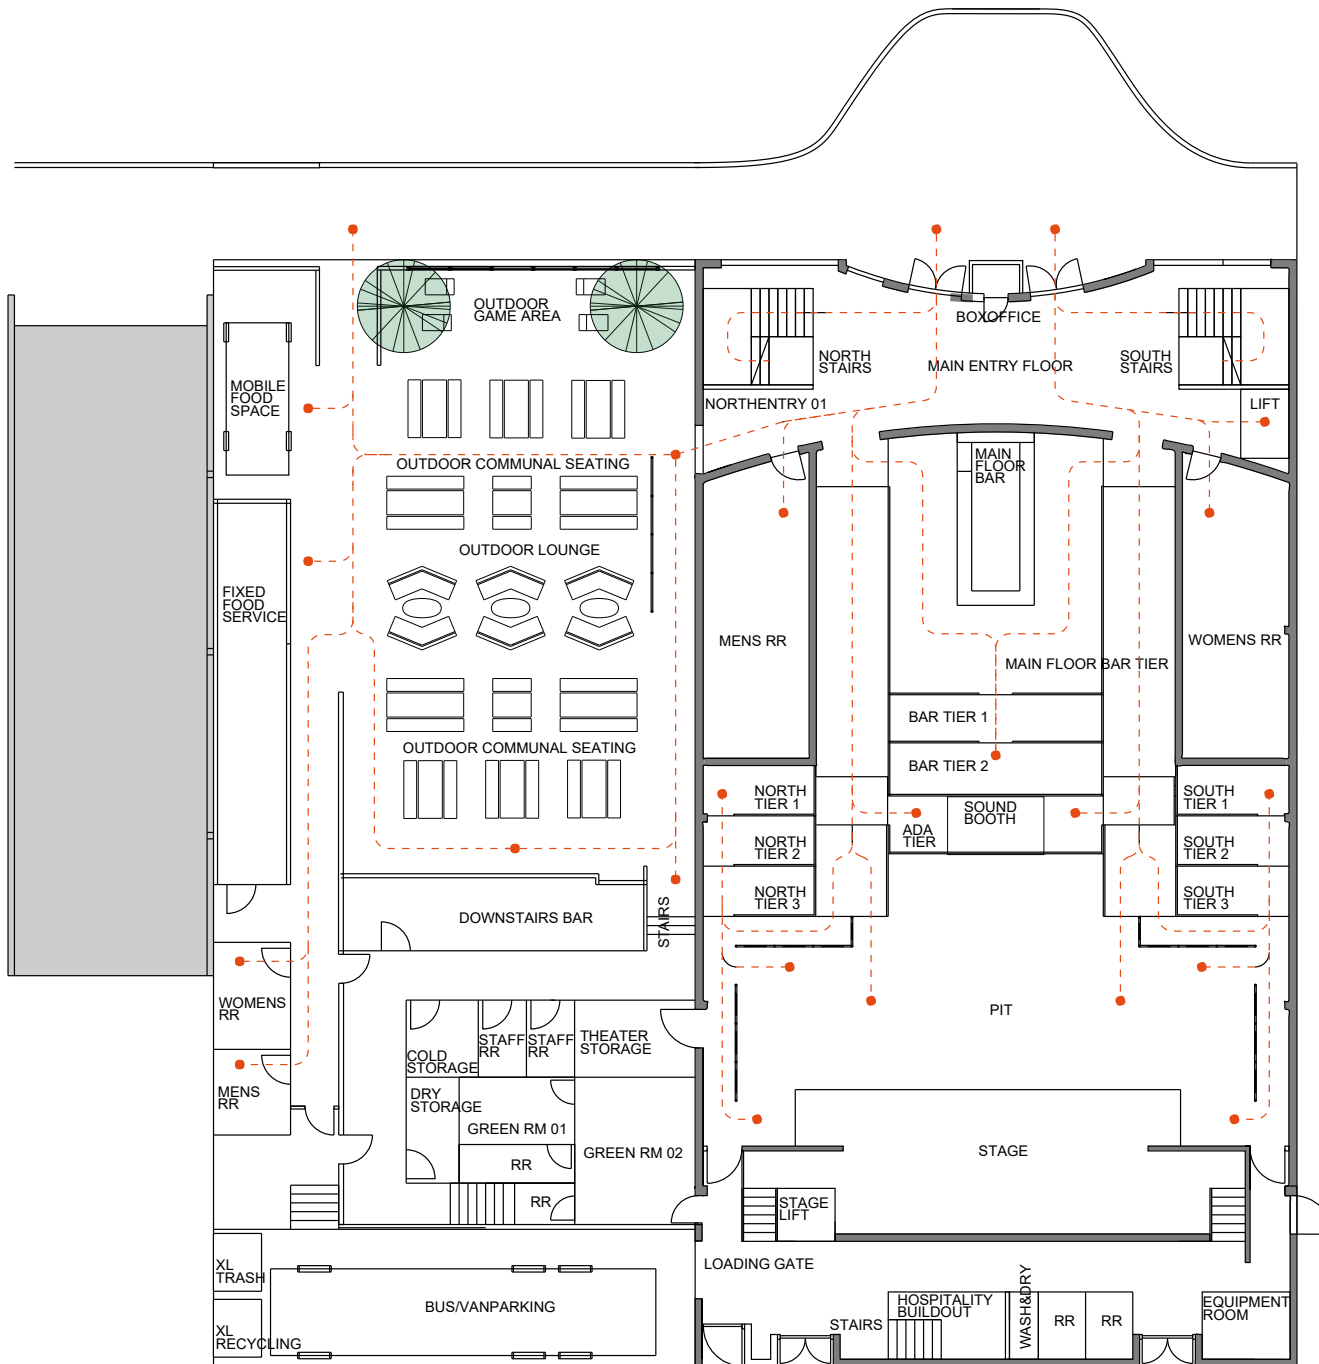 OUTDOOR
GAME AREA
BOXOFFICE
NORTH
STAIRS
MAIN ENTRY FLOOR
SOUTH
STAIRS
MOBILE
FOOD
SPACE
NORTHENTRY 01
LIFT
OUTDOOR COMMUNAL SEATING
MAIN
FLOOR
BAR
OUTDOOR LOUNGE
FIXED
FOOD
SERVICE
MENS RR
WOMENS RR
MAIN FLOOR BAR TIER
BAR TIER 1
OUTDOOR COMMUNAL SEATING
BAR TIER 2
NORTH
TIER 1
SOUND
BOOTH
SOUTH
TIER 1
ADA
TIER
NORTH
TIER 2
SOUTH
TIER 2
NORTH
TIER 3
SOUTH
TIER 3
DOWNSTAIRS BAR
STAIRS
WOMENS
RR
PIT
COLD
STORAGE
STAFF
RR
STAFF
RR
THEATER
STORAGE
MENS
RR
DRY
STORAGE
GREEN RM 01
GREEN RM 02
STAGE
RR
RR
STAGE
LIFT
XL
TRASH
LOADING GATE
BUS/VANPARKING
HOSPITALITY
BUILDOUT
WASH&DRY
EQUIPMENT
ROOM
XL
RECYCLING
STAIRS
RR
RR